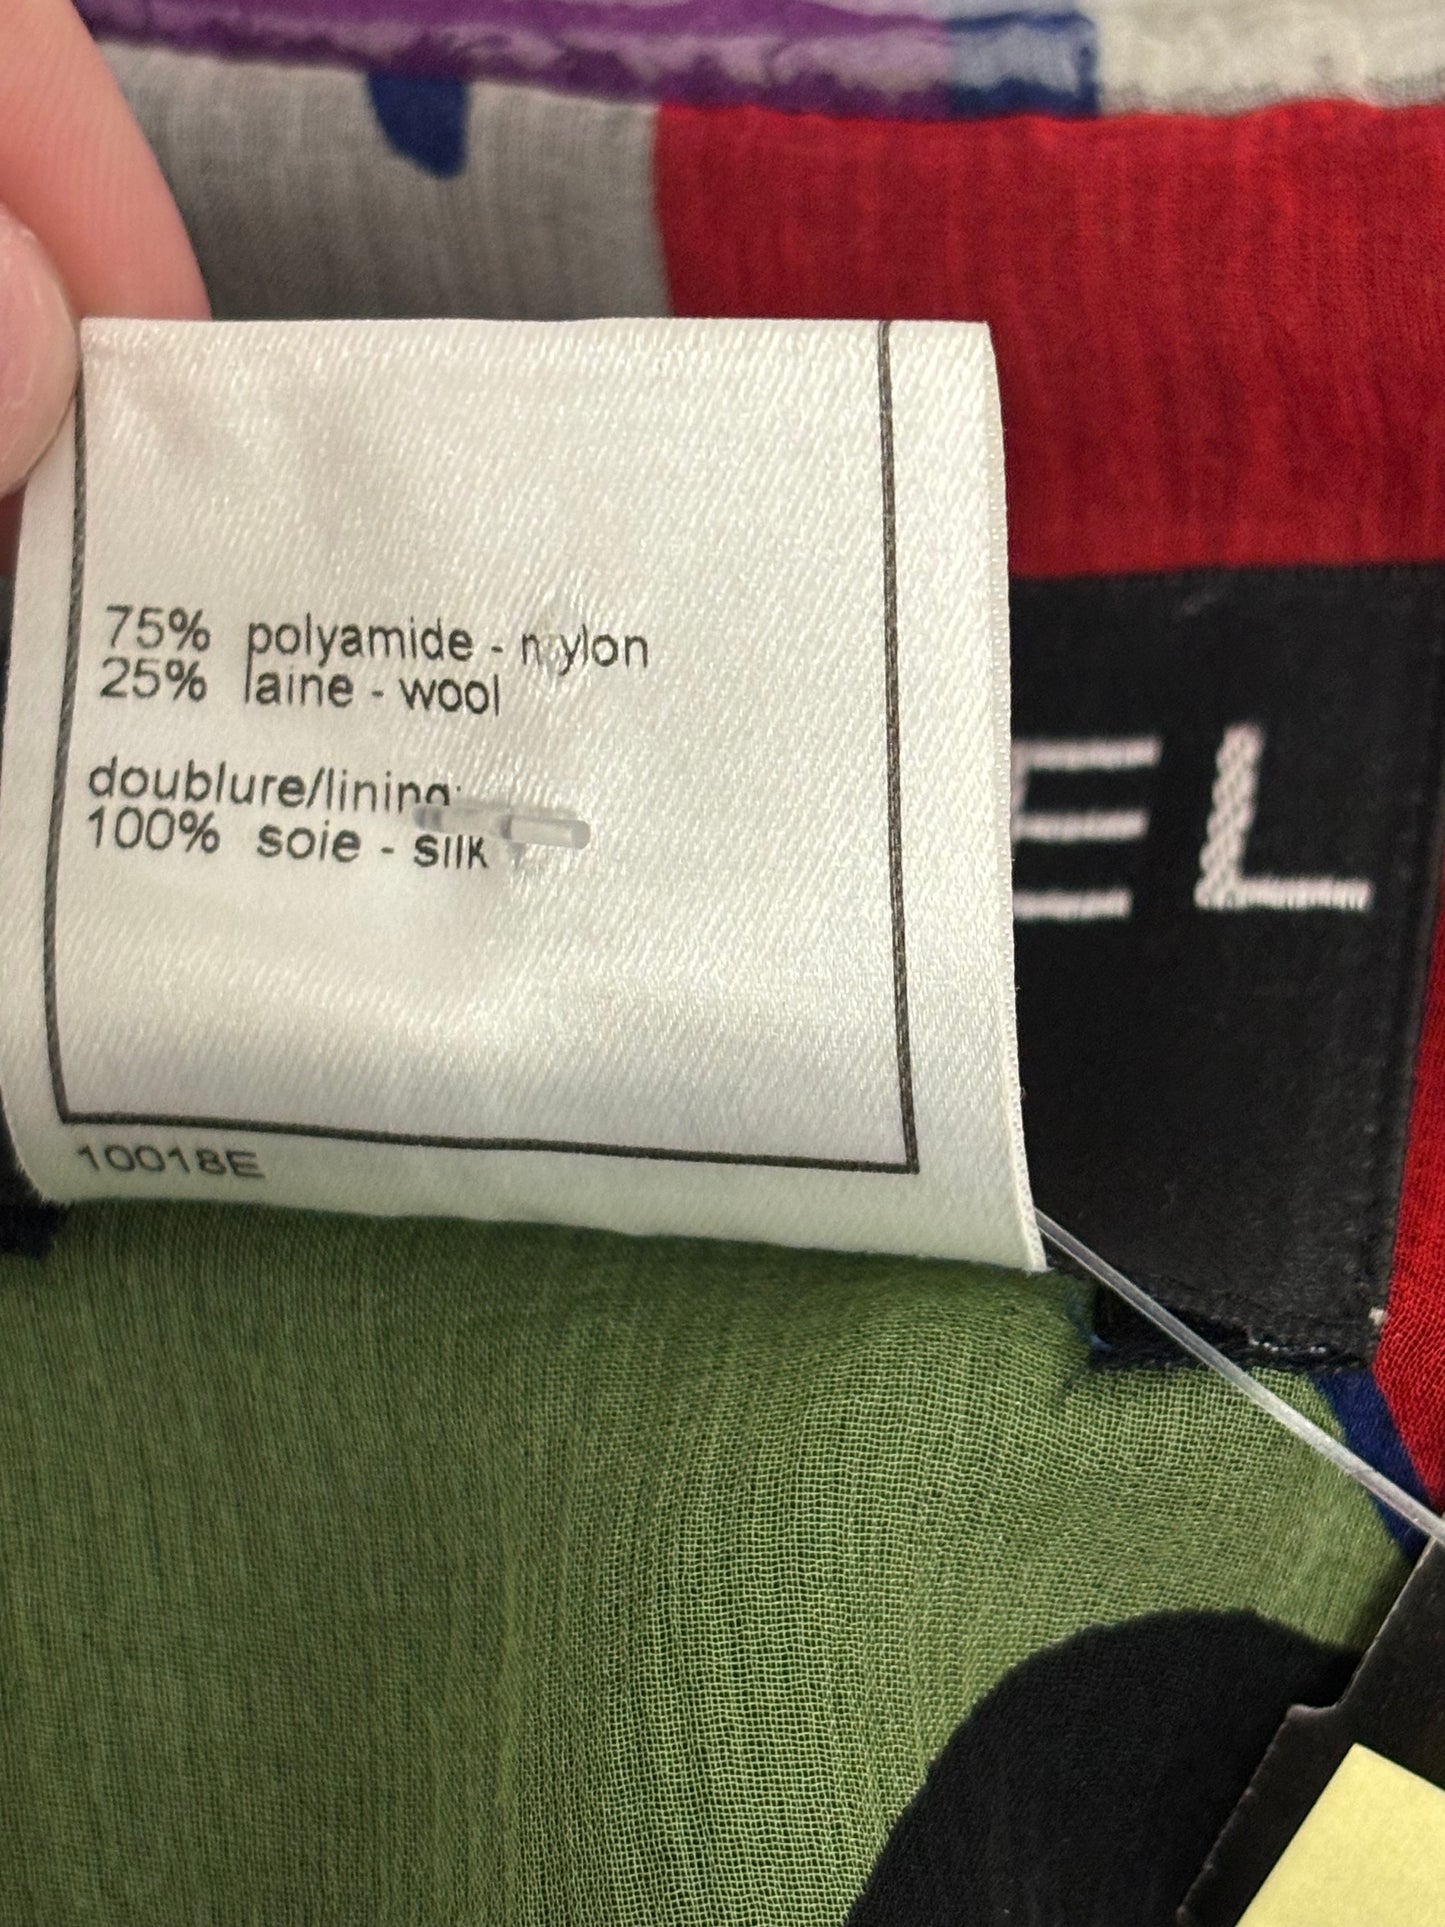 75% polyamide - nylon
25% laine - wool
doublure/lining:
100% soie - silk
10018E
EL